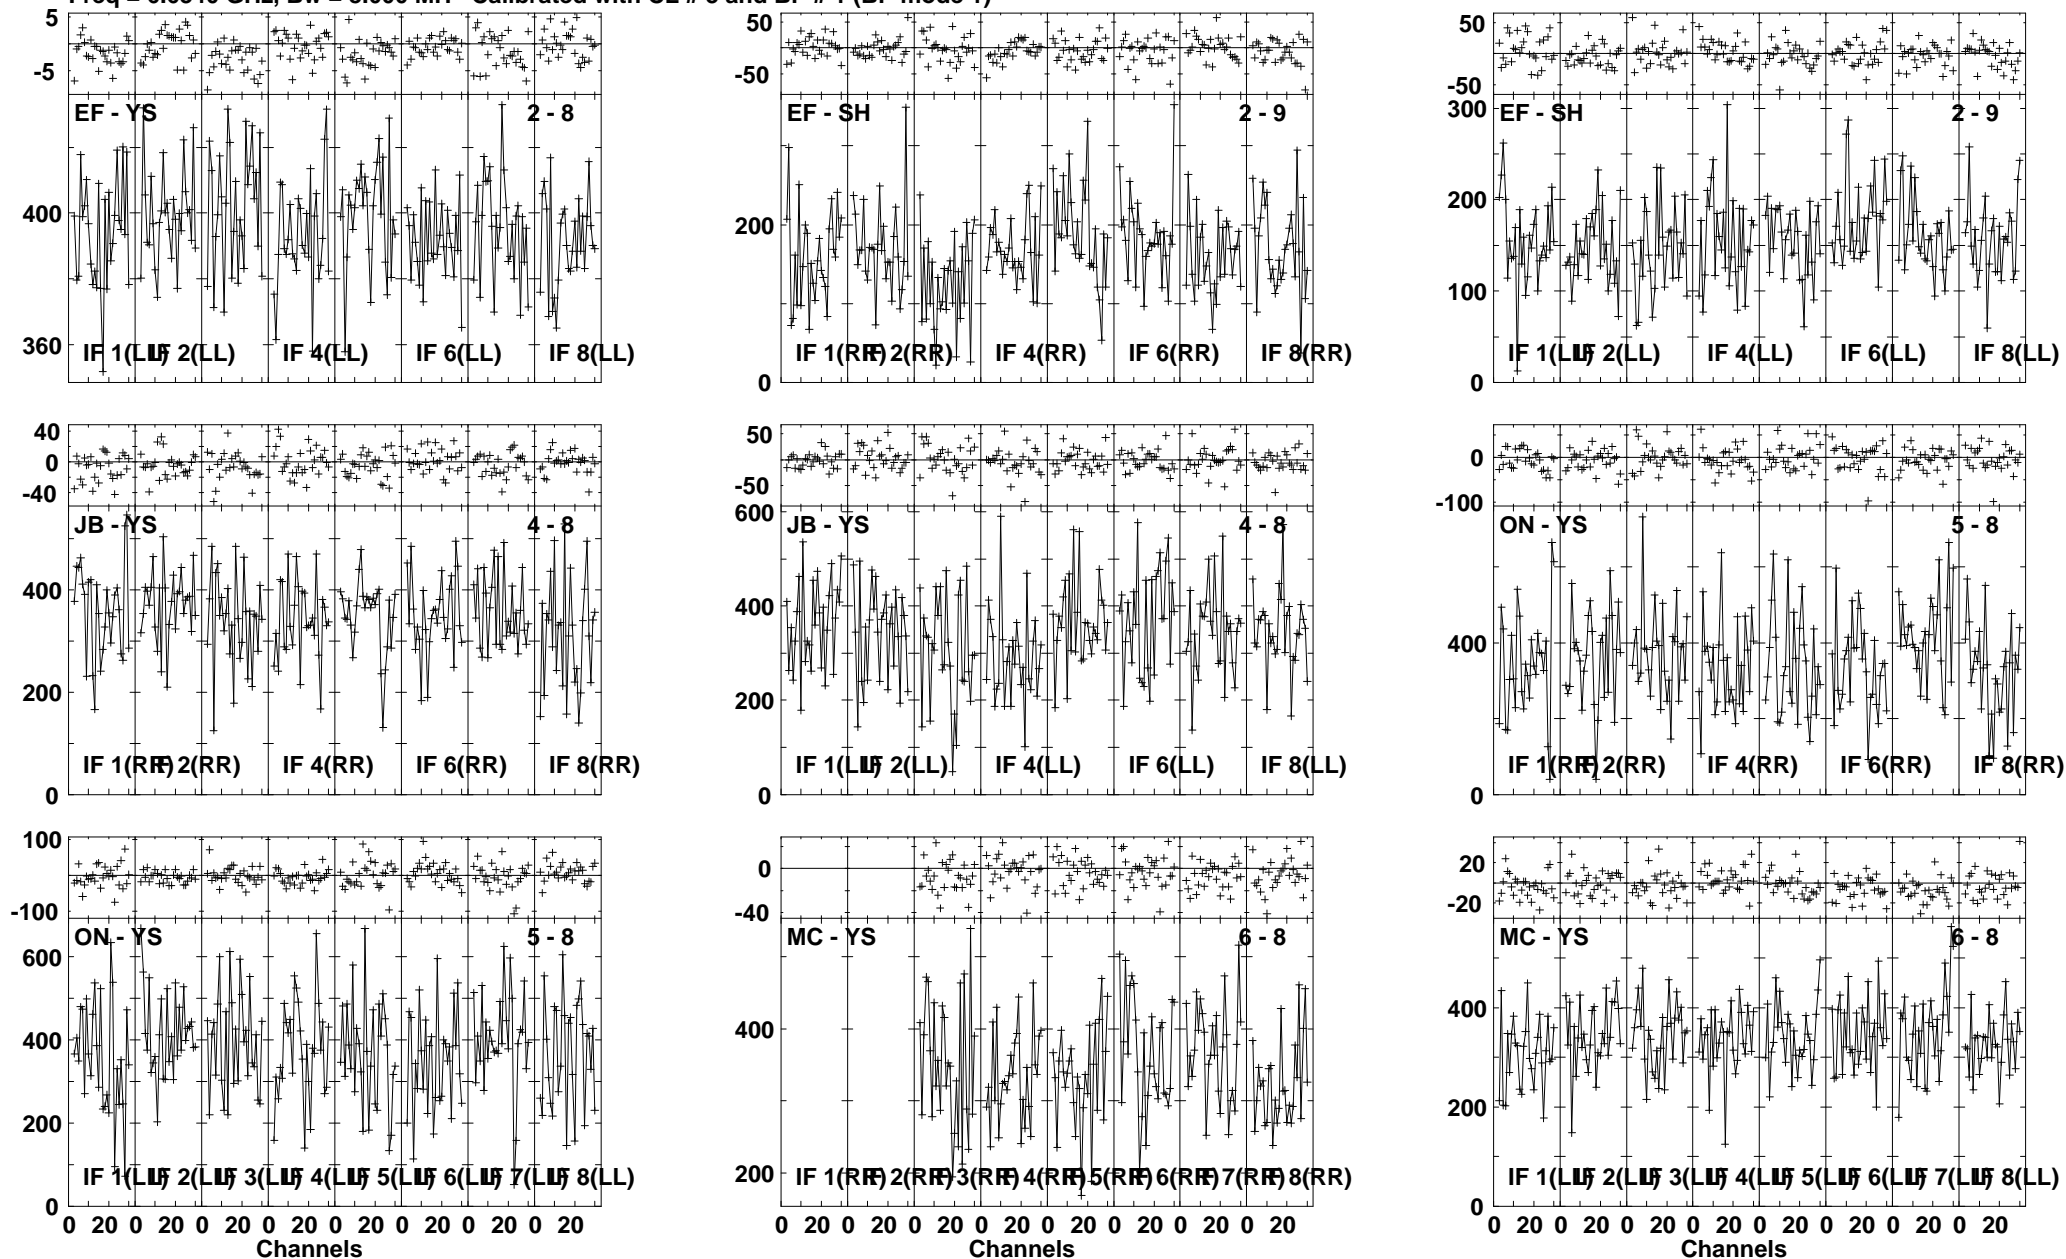 5
-5
EF - YS 2 - 8
400
360
IF 1(LL) IF 2(LL) IF 4(LL) IF 6(LL) IF 8(LL)
50
-50
EF - SH 2 - 9
200
0
IF 1(RR) IF 2(RR) IF 4(RR) IF 6(RR) IF 8(RR)
50
-50
300
EF - SH 2 - 9
200
100
0
IF 1(LL) IF 2(LL) IF 4(LL) IF 6(LL) IF 8(LL)
40
0
-40
JB - YS 4 - 8
400
200
0
IF 1(RR) IF 2(RR) IF 4(RR) IF 6(RR) IF 8(RR)
50
-50
600
JB - YS 4 - 8
400
200
0
IF 1(LL) IF 2(LL) IF 4(LL) IF 6(LL) IF 8(LL)
0
-100
ON - YS 5 - 8
400
0
IF 1(RR) IF 2(RR) IF 4(RR) IF 6(RR) IF 8(RR)
100
-100
ON - YS 5 - 8
600
400
200
0
IF 1(LL) IF 2(LL) IF 3(LL) IF 4(LL) IF 5(LL) IF 6(LL) IF 7(LL) IF 8(LL)
0 20 0 20 0 20 0 20 0 20 0 20 0 20 0 20
Channels
0
-40
MC - YS 6 - 8
400
200
IF 1(RR) IF 2(RR) IF 3(RR) IF 4(RR) IF 5(RR) IF 6(RR) IF 7(RR) IF 8(RR)
0 20 0 20 0 20 0 20 0 20 0 20 0 20 0 20
Channels
20
-20
MC - YS 6 - 8
400
200
0
IF 1(LL) IF 2(LL) IF 3(LL) IF 4(LL) IF 5(LL) IF 6(LL) IF 7(LL) IF 8(LL)
0 20 0 20 0 20 0 20 0 20 0 20 0 20 0 20
Channels